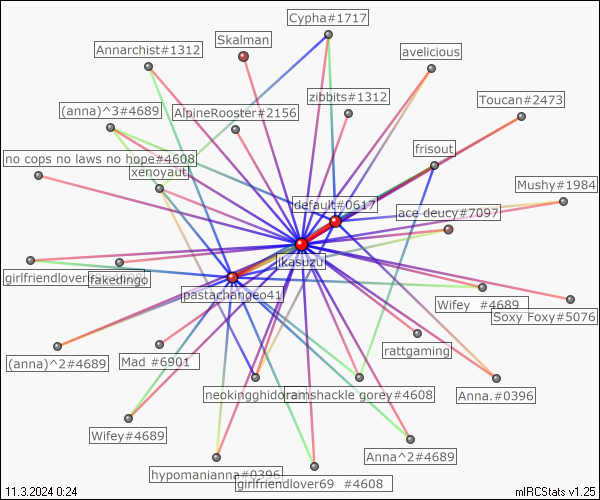 Cypha#1717
Skalman
Annarchist#1312
avelicious
zibbits#1312
Toucan#2473
(anna)^3#4689
AlpineRooster#2156
frisout
no cops no laws no hope#4608
xenoyaut
Mushy#1984
default#0617
ace deucy#7097
ikasuzu
girlfriendlover
fakedingo
pastachangeo41
Wifey #4689
Soxy Foxy#5076
rattgaming
(anna)^2#4689
Mad #6901
neokingghidorah
ramshackle gorey#4608
Anna.#0396
Wifey#4689
Anna^2#4689
hypomanianna#0396
girlfriendlover69 #4608
11.3.2024 0:24
mIRCStats v1.25